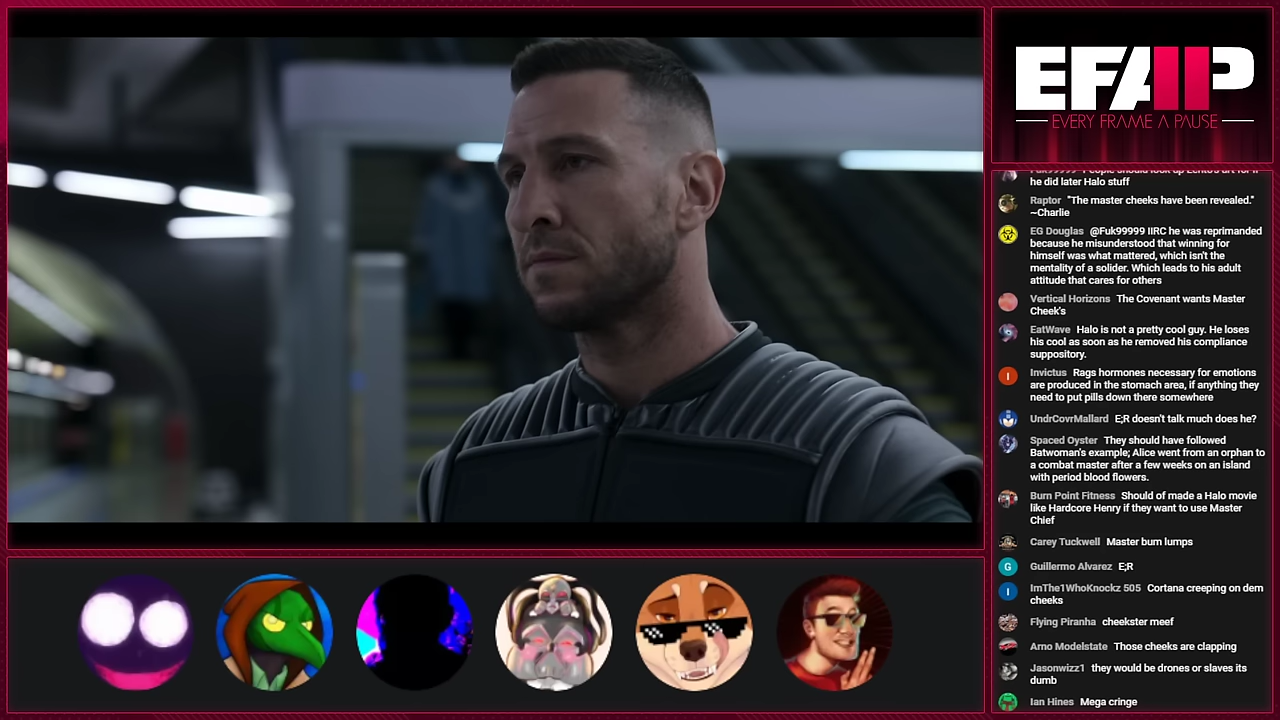 EFAP
EVERY FRAME A PAUSE
he did later Halo stuff
Raptor "The master cheeks have been revealed."
~Charlie
EG Douglas @Fuk99999 IIRC he was reprimanded
because he misunderstood that winning for
himself was what mattered, which isn't the
mentality of a solider. Which leads to his adult
attitude that cares for others
Vertical Horizons The Covenant wants Master
Cheek's
EatWave Halo is not a pretty cool guy. He loses
his cool as soon as he removed his compliance
suppository.
I
Invictus Rags hormones necessary for emotions
are produced in the stomach area, if anything they
need to put pills down there somewhere
UndrCovrMallard E;R doesn't talk much does he?
Spaced Oyster They should have followed
Batwoman's example; Alice went from an orphan to
a combat master after a few weeks on an island
with period blood flowers.
Burn Point Fitness Should of made a Halo movie
like Hardcore Henry if they want to use Master
Chief
Carey Tuckwell Master bum lumps
G
Guillermo Alvarez E;R
I
ImThe1WhoKnockz 505 Cortana creeping on dem
cheeks
Flying Piranha cheekster meef
Arno Modelstate Those cheeks are clapping
Jasonwizz1 they would be drones or slaves its
dumb
Ian Hines Mega cringe